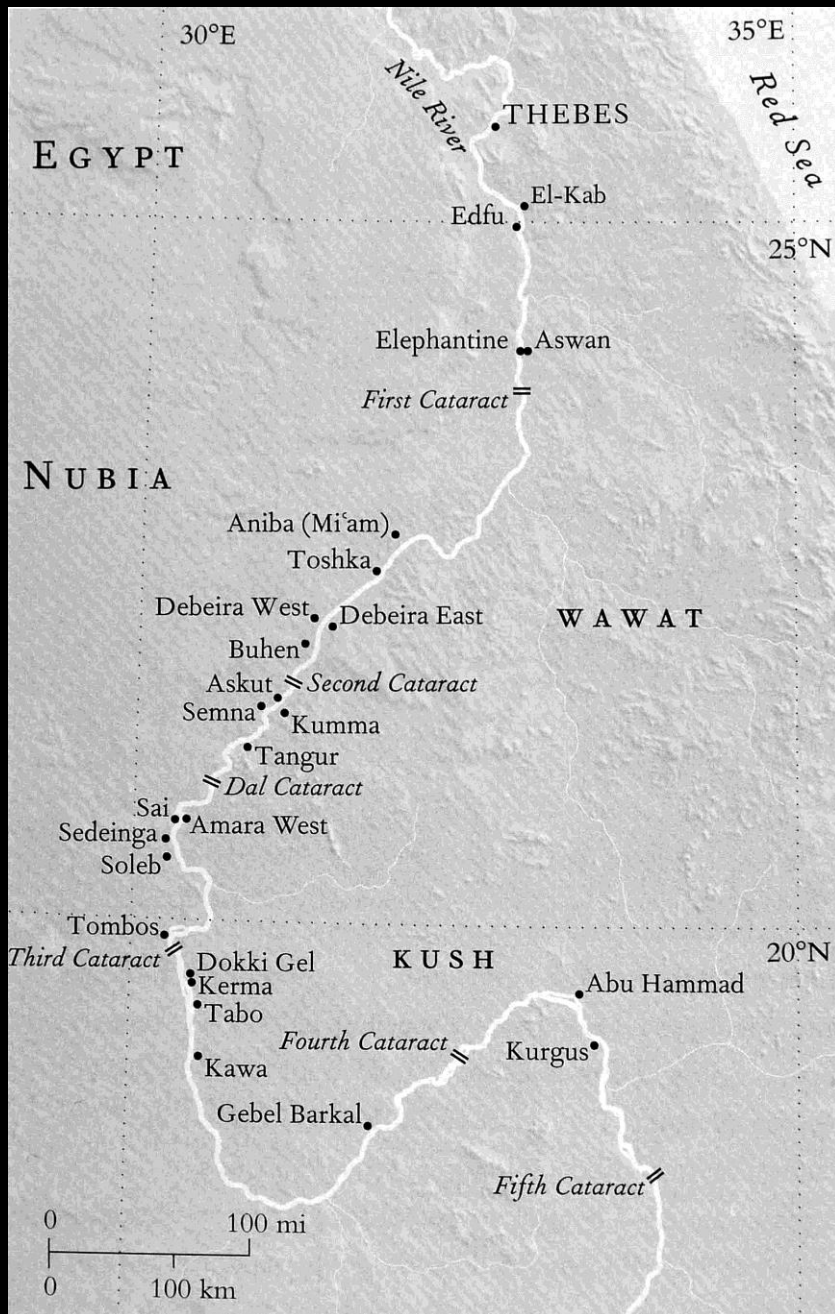 30°E
35°E
Nile River
Red Sea
THEBES
EGYPT
El-Kab
Edfu
25°N
Elephantine
Aswan
First Cataract
NUBIA
Aniba (Miʿam)
Toshka
Debeira West
Debeira East
WAWAT
Buhen
Askut
Second Cataract
Semna
Kumma
Tangur
Dal Cataract
Sai
Amara West
Sedeinga
Soleb
Tombos
Third Cataract
20°N
KUSH
Dokki Gel
Kerma
Abu Hammad
Tabo
Fourth Cataract
Kurgus
Kawa
Gebel Barkal
Fifth Cataract
0 100 mi
0 100 km